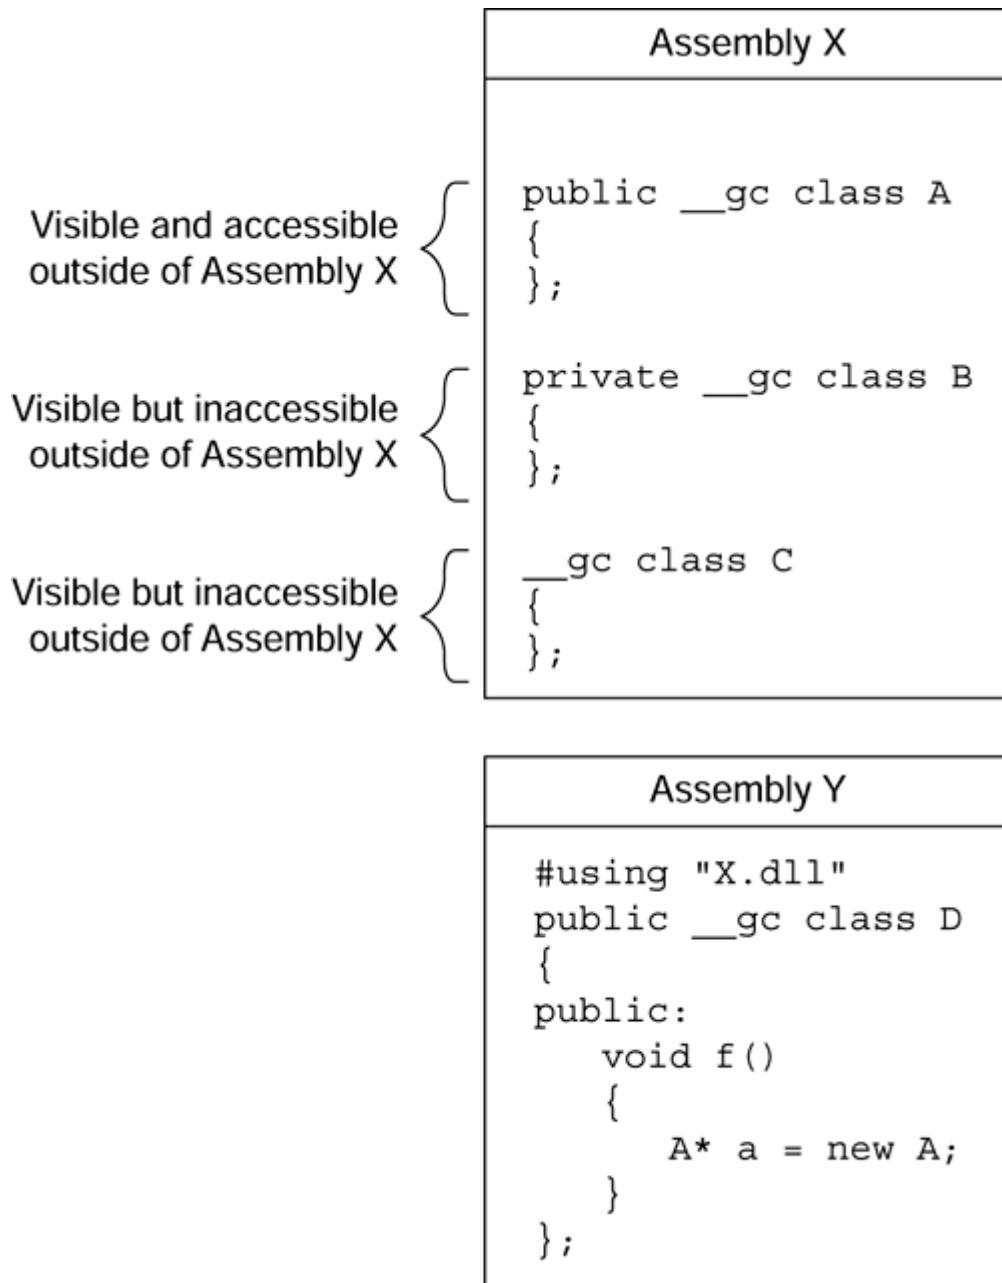 Assembly X
Visible and accessible
outside of Assembly X
public __gc class A
{
};
Visible but inaccessible
outside of Assembly X
private __gc class B
{
};
Visible but inaccessible
outside of Assembly X
__gc class C
{
};
Assembly Y
#using "X.dll"
public __gc class D
{
public:
void f()
{
A* a = new A;
}
};